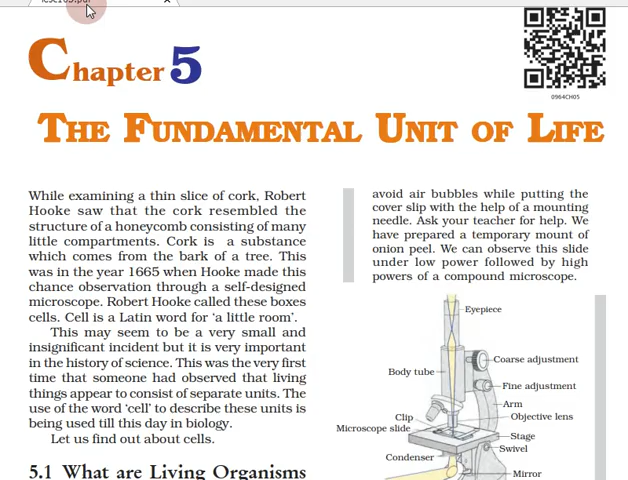 Chapter 5
THE FUNDAMENTAL UNIT OF LIFE
0964CH05
While examining a thin slice of cork, Robert
Hooke saw that the cork resembled the
structure of a honeycomb consisting of many
little compartments. Cork is a substance
which comes from the bark of a tree. This
was in the year 1665 when Hooke made this
chance observation through a self-designed
microscope. Robert Hooke called these boxes
cells. Cell is a Latin word for ‘a little room’.
This may seem to be a very small and
insignificant incident but it is very important
in the history of science. This was the very first
time that someone had observed that living
things appear to consist of separate units. The
use of the word ‘cell’ to describe these units is
being used till this day in biology.
Let us find out about cells.
5.1 What are Living Organisms
avoid air bubbles while putting the
cover slip with the help of a mounting
needle. Ask your teacher for help. We
have prepared a temporary mount of
onion peel. We can observe this slide
under low power followed by high
powers of a compound microscope.
Eyepiece
Coarse adjustment
Body tube
Fine adjustment
Arm
Clip
Objective lens
Microscope slide
Stage
Swivel
Condenser
Mirror